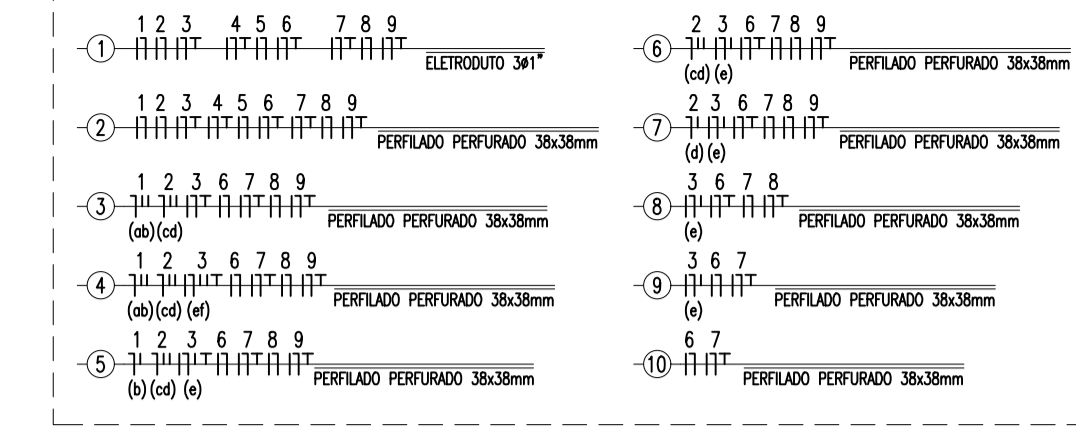 1 2 3 4 5 6 7 8 9
1 ELETRODUTO 3ø1"
1 2 3 4 5 6 7 8 9
2 PERFILADO PERFURADO 38x38mm
1 2 3 6 7 8 9
3 PERFILADO PERFURADO 38x38mm
(ab) (cd)
1 2 3 6 7 8 9
4 PERFILADO PERFURADO 38x38mm
(ab) (cd) (ef)
1 2 3 6 7 8 9
5 PERFILADO PERFURADO 38x38mm
(b) (cd) (e)
2 3 6 7 8 9
6 PERFILADO PERFURADO 38x38mm
(cd) (e)
2 3 6 7 8 9
7 PERFILADO PERFURADO 38x38mm
(d) (e)
3 6 7 8
8 PERFILADO PERFURADO 38x38mm
(e)
3 6 7
9 PERFILADO PERFURADO 38x38mm
(e)
6 7
10 PERFILADO PERFURADO 38x38mm